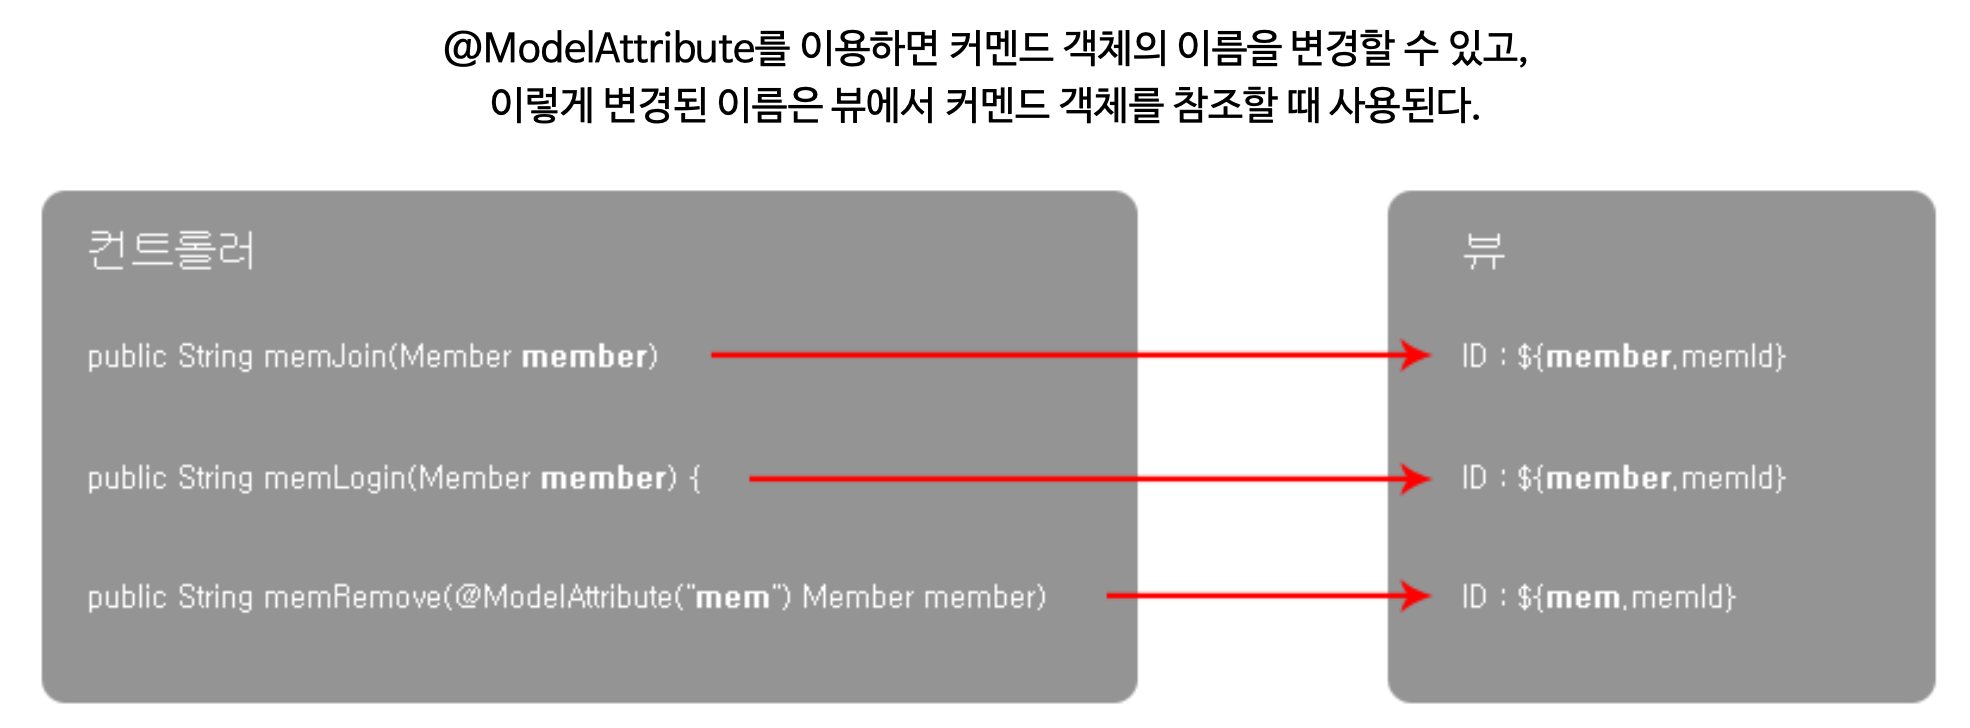 @ModelAttribute를 이용하면 커멘드 객체의 이름을 변경할 수 있고,
이렇게 변경된 이름은 뷰에서 커멘드 객체를 참조할 때 사용된다.
컨트롤러
public String memJoin(Member member)
public String memLogin(Member member) {
public String memRemove(@ModelAttribute("mem") Member member)
뷰
ID : ${member.memId}
ID : ${member.memId}
ID : ${mem.memId}